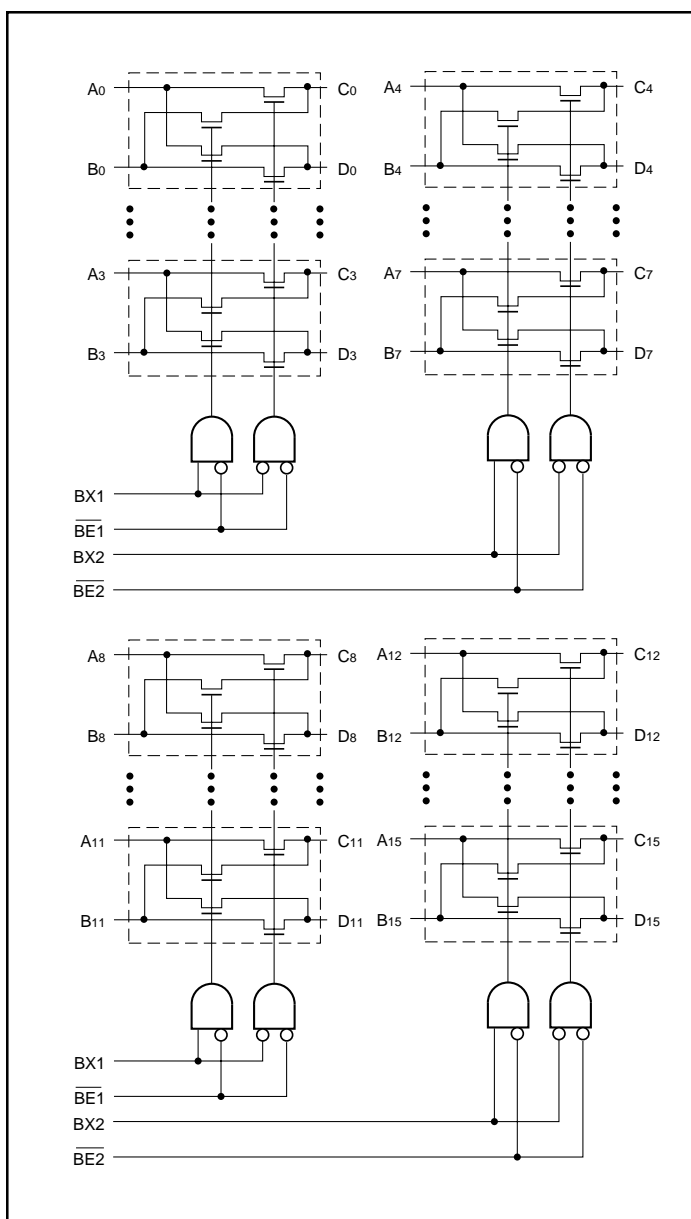 A0 C0 A4 C4
B0 D0 B4 D4
A3 C3 A7 C7
B3 D3 B7 D7
BX1
BE1
BX2
BE2
A8 C8 A12 C12
B8 D8 B12 D12
A11 C11 A15 C15
B11 D11 B15 D15
BX1
BE1
BX2
BE2